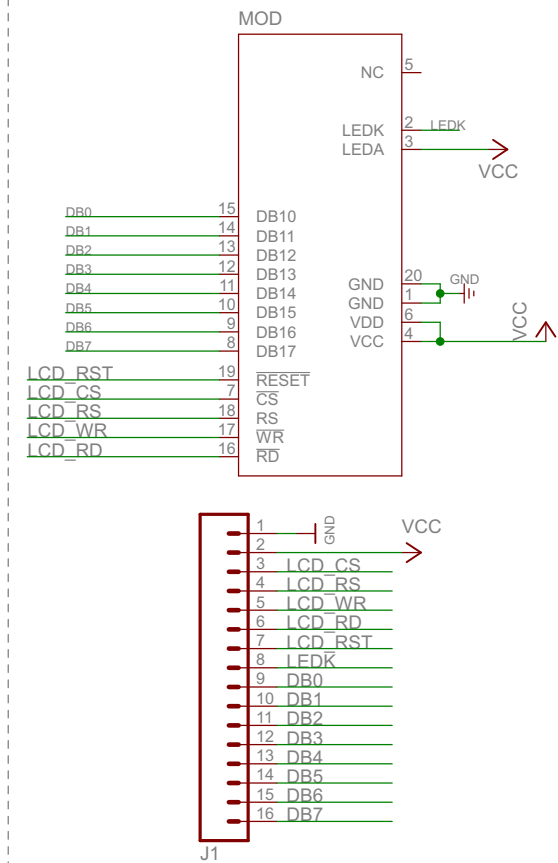 MOD
NC 5
LEDK 2 LEDK
LEDA 3
VCC
DB0 15 DB10
DB1 14 DB11
DB2 13 DB12
DB3 12 DB13
DB4 11 DB14 GND 20 GND
DB5 10 DB15 GND 1
DB6 9 DB16 VDD 6
DB7 8 DB17 VCC 4 VCC
LCD_RST 19 RESET
LCD_CS 7 CS
LCD_RS 18 RS
LCD_WR 17 WR
LCD_RD 16 RD
1 GND VCC
2
3 LCD_CS
4 LCD_RS
5 LCD_WR
6 LCD_RD
7 LCD_RST
8 LEDK
9 DB0
10 DB1
11 DB2
12 DB3
13 DB4
14 DB5
15 DB6
16 DB7
J1